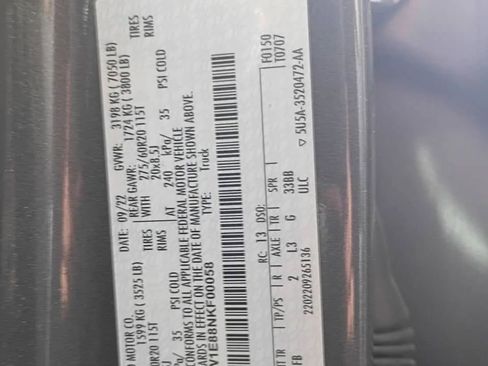 D MOTOR CO.
DATE: 09/22 GVWR: 3198 KG ( 7050 LB)
1599 KG ( 3525 LB) REAR GAWR: 1724 KG ( 3800 LB)
TIRES TIRES 275/60R20 115T TIRES
0R20 115T RIMS WITH RIMS
RIMS 20x8.5J
kPa/ 35 PSI COLD AT 240 kPa/ 35 PSI COLD
CONFORMS TO ALL APPLICABLE FEDERAL MOTOR VEHICLE
ARDS IN EFFECT ON THE DATE OF MANUFACTURE SHOWN ABOVE.
V1E88NKF00058 TYPE: Truck
F0150
T0707
RC: 13 DSO:
TT TR TP/PS R AXLE TR SPR
FB 2 L3 G 33BB
ULC
2202209265136
5U5A-3520472-AA